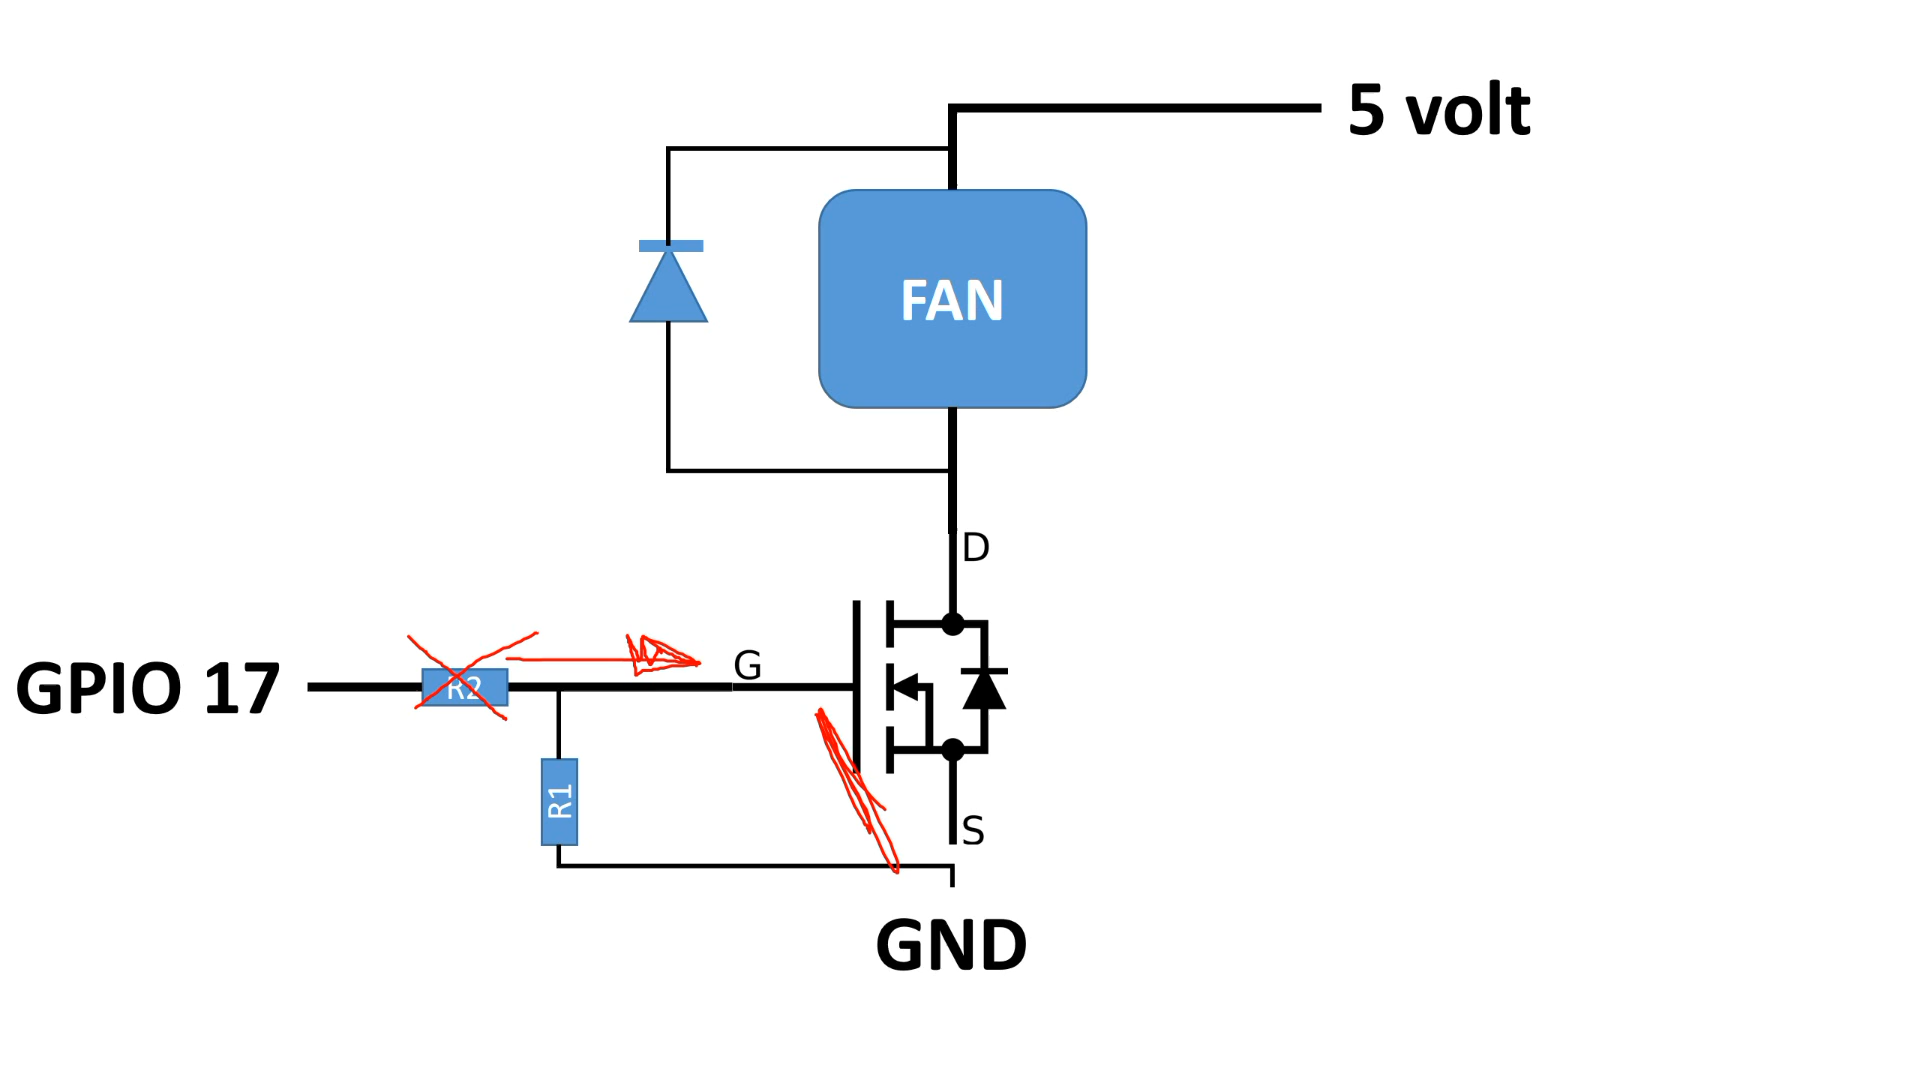 5 volt
FAN
D
GPIO 17
R2
G
R1
S
GND